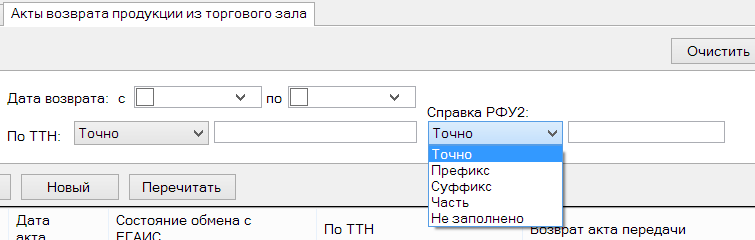 Акты возврата продукции из торгового зала
Очистить
Дата возврата: с по
Справка РФУ2:
По ТТН: Точно Точно
Точно
Префикс
Суффикс
Часть
Не заполнено
Новый Перечитать
Дата акта
Состояние обмена с ЕГАИС
По ТТН
Возврат акта передачи